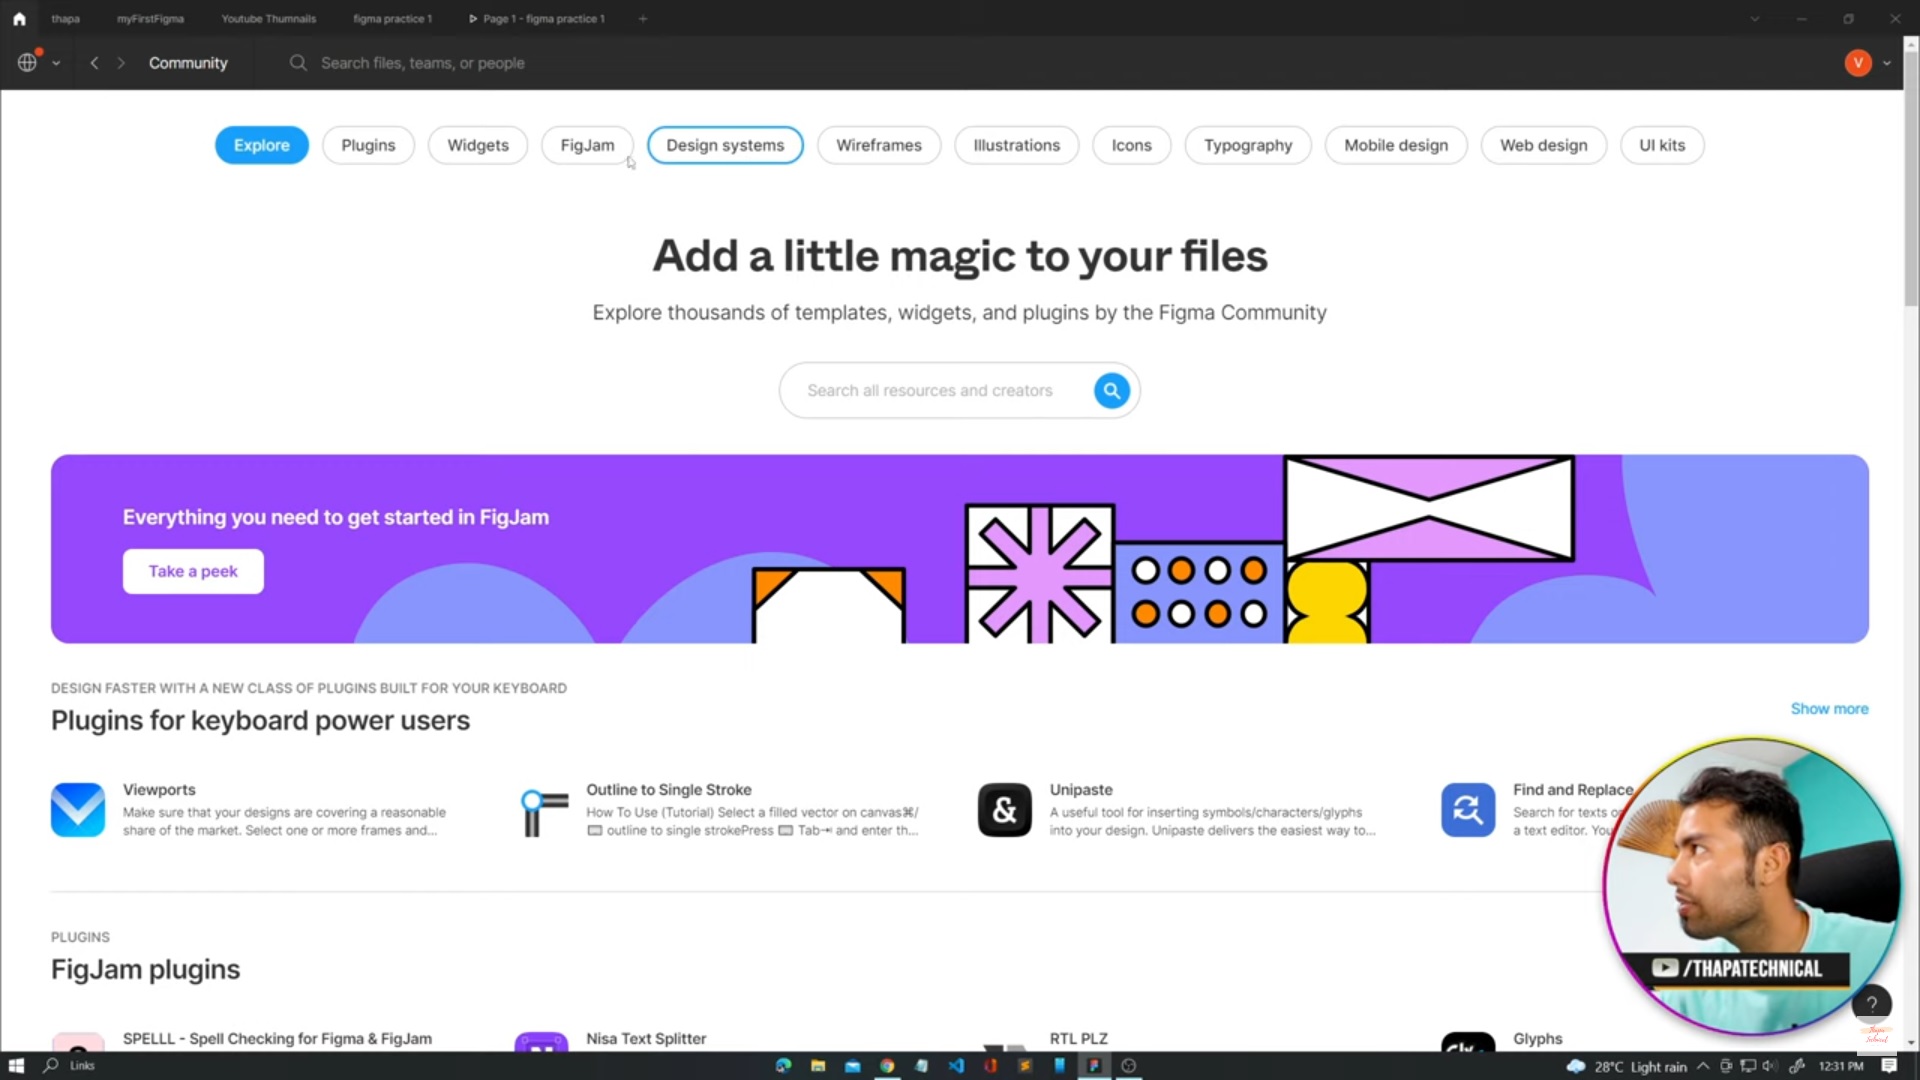 thapa
myFirstFigma
Youtube Thumnails
figma practice 1
Page 1 - figma practice 1
Community
Search files, teams, or people
V
Explore
Plugins
Widgets
FigJam
Design systems
Wireframes
Illustrations
Icons
Typography
Mobile design
Web design
UI kits
Add a little magic to your files
Explore thousands of templates, widgets, and plugins by the Figma Community
Search all resources and creators
Everything you need to get started in FigJam
Take a peek
DESIGN FASTER WITH A NEW CLASS OF PLUGINS BUILT FOR YOUR KEYBOARD
Plugins for keyboard power users
Show more
Viewports
Make sure that your designs are covering a reasonable
share of the market. Select one or more frames and...
Outline to Single Stroke
How To Use (Tutorial) Select a filled vector on canvas⌘/
outline to single strokePress Tab⇥ and enter th...
&
Unipaste
A useful tool for inserting symbols/characters/glyphs
into your design. Unipaste delivers the easiest way to...
Find and Replace
Search for texts
a text editor. You
/THAPATECHNICAL
?
PLUGINS
FigJam plugins
SPELLL - Spell Checking for Figma & FigJam
Nisa Text Splitter
RTL PLZ
Glyphs
Links
28°C Light rain
12:31 PM